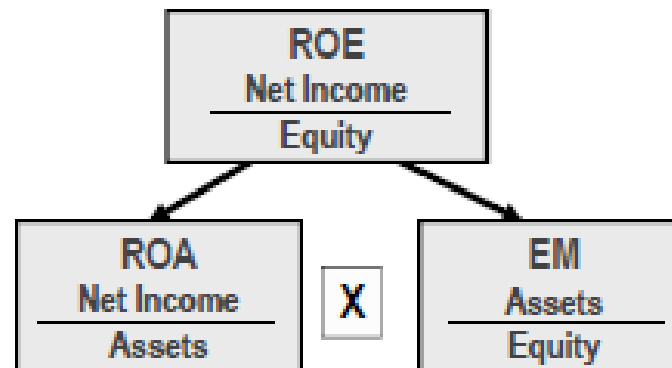 ROE
Net Income
Equity
ROA
Net Income
Assets
X
EM
Assets
Equity